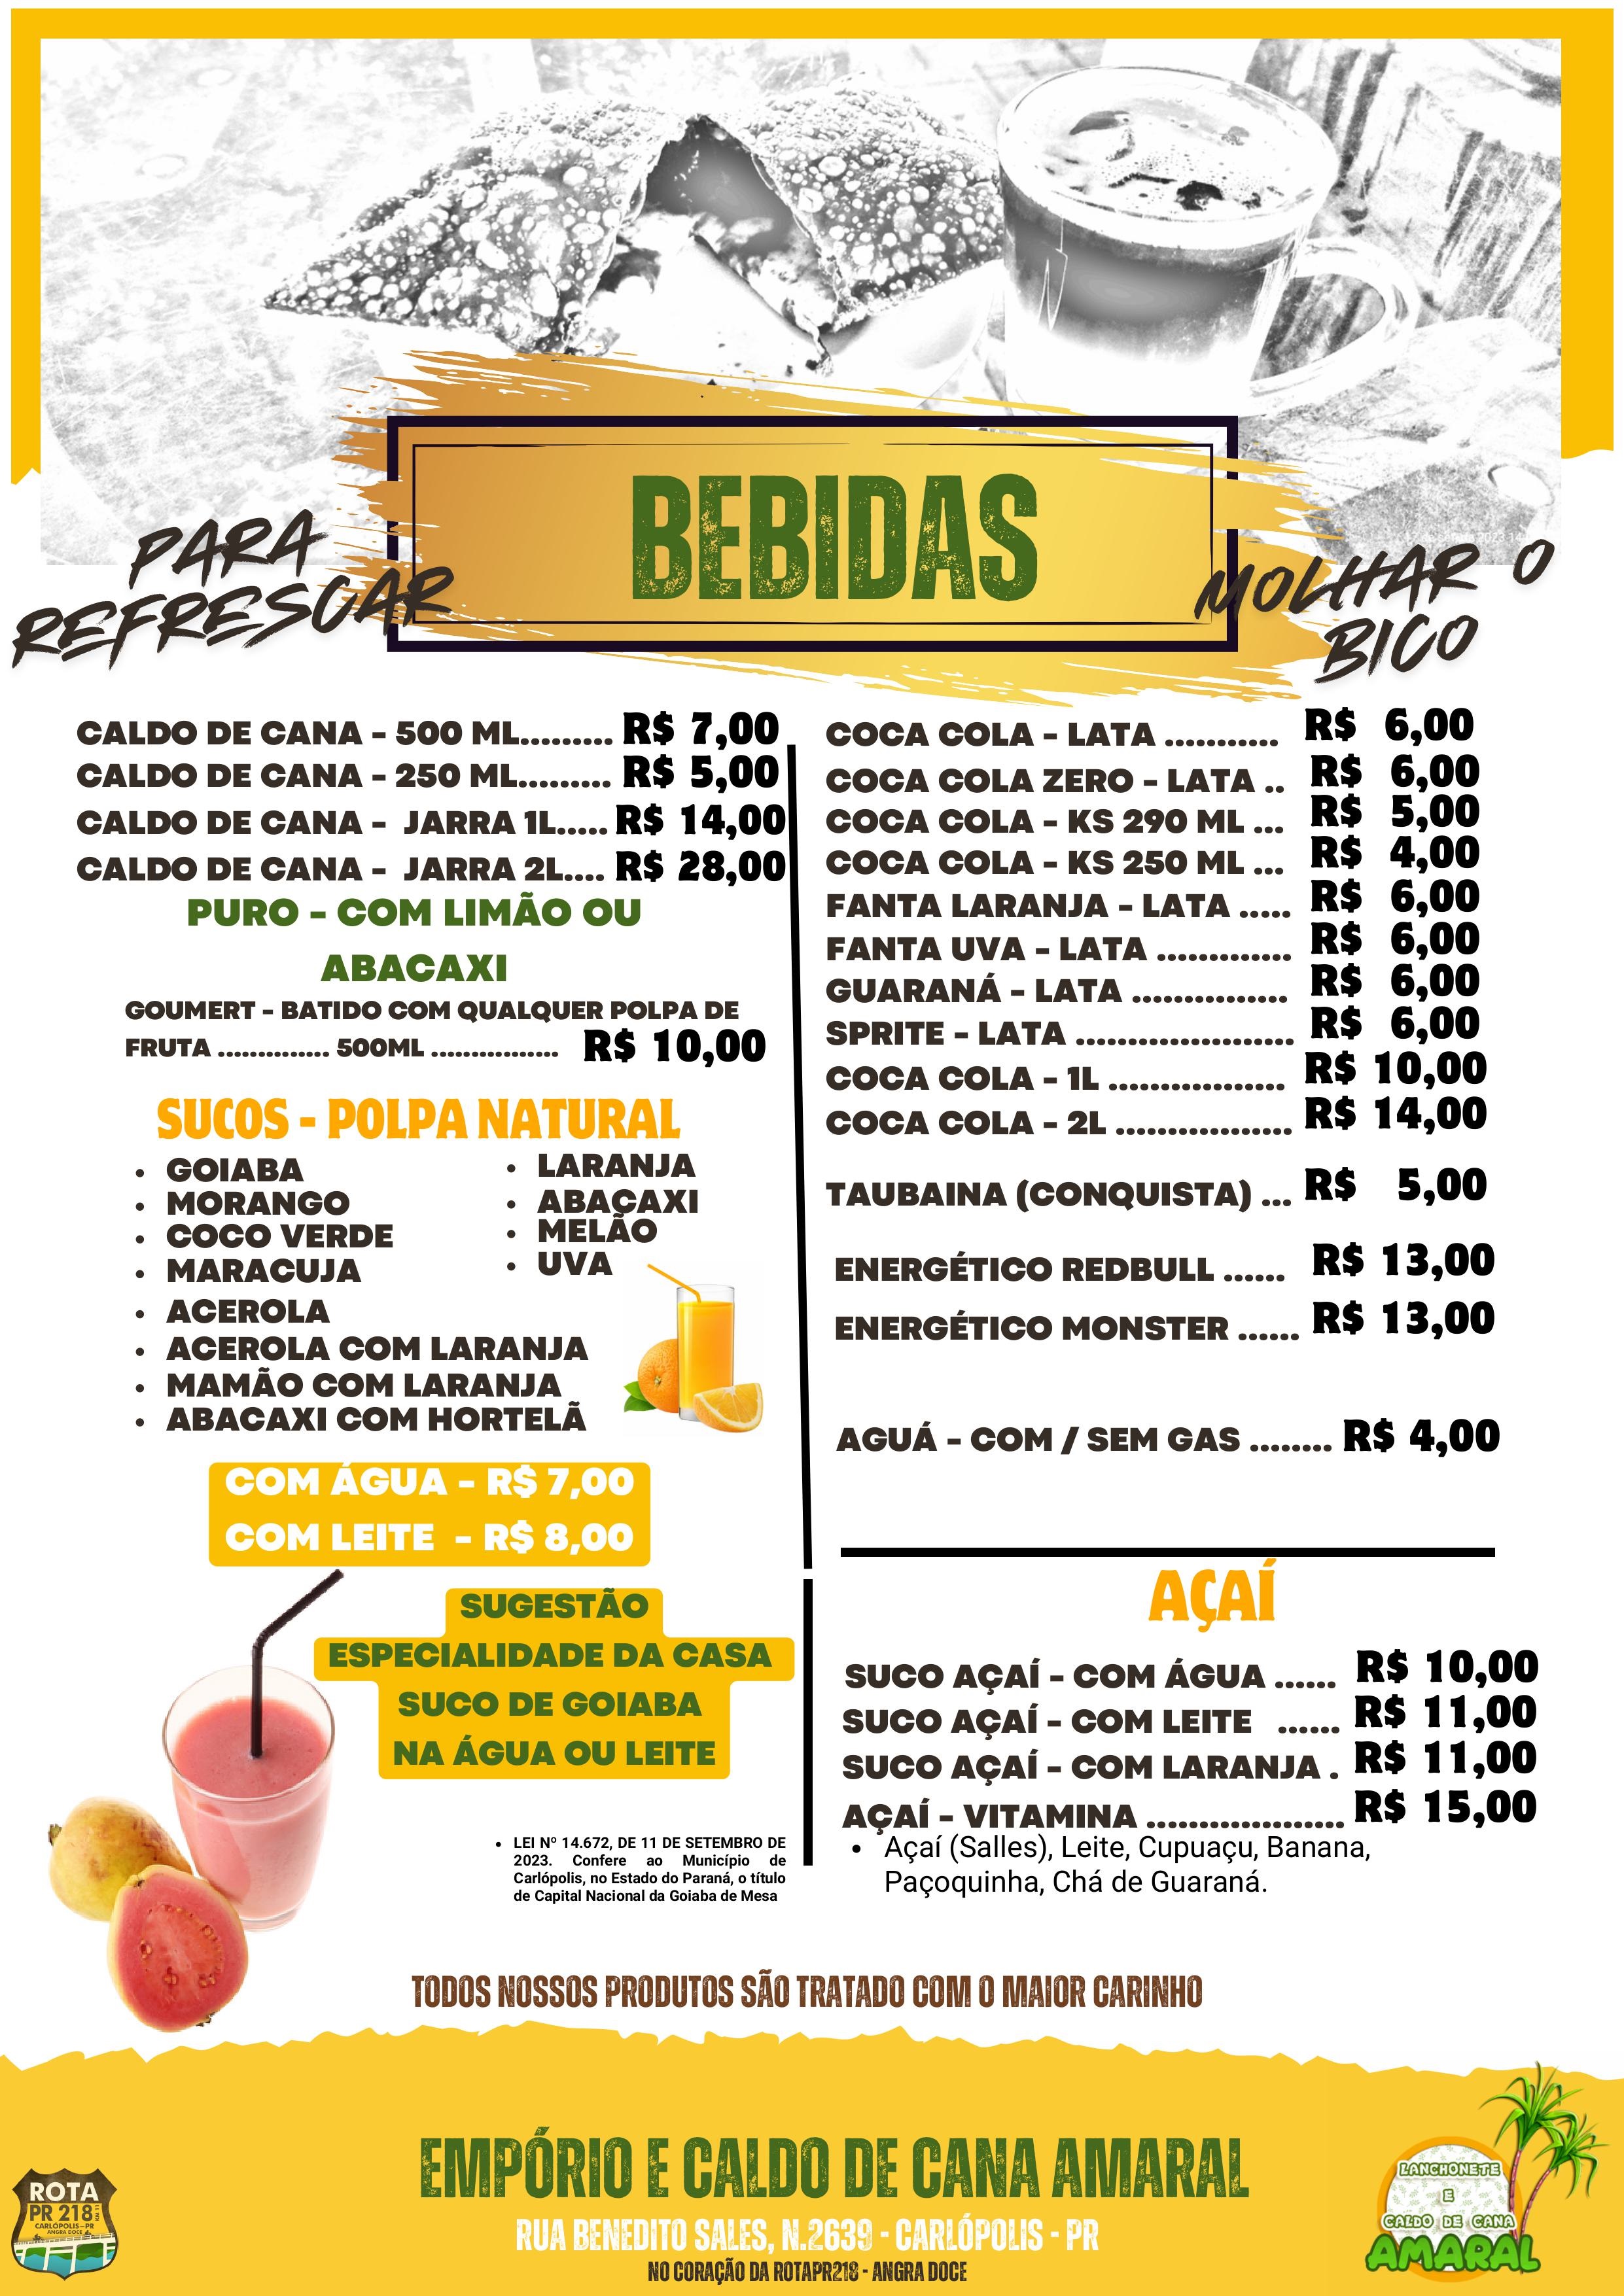 BEBIDAS
PARA
REFRESCAR
MOLHAR O
BICO
CALDO DE CANA - 500 ML......... R$ 7,00
CALDO DE CANA - 250 ML......... R$ 5,00
CALDO DE CANA - JARRA 1L..... R$ 14,00
CALDO DE CANA - JARRA 2L.... R$ 28,00
PURO - COM LIMÃO OU
ABACAXI
GOUMERT - BATIDO COM QUALQUER POLPA DE
FRUTA .............. 500ML ................ R$ 10,00
SUCOS - POLPA NATURAL
• GOIABA
• MORANGO
• COCO VERDE
• MARACUJA
• ACEROLA
• ACEROLA COM LARANJA
• MAMÃO COM LARANJA
• ABACAXI COM HORTELÃ
• LARANJA
• ABACAXI
• MELÃO
• UVA
COM ÁGUA - R$ 7,00
COM LEITE - R$ 8,00
SUGESTÃO
ESPECIALIDADE DA CASA
SUCO DE GOIABA
NA ÁGUA OU LEITE
• LEI Nº 14.672, DE 11 DE SETEMBRO DE
2023. Confere ao Município de
Carlópolis, no Estado do Paraná, o título
de Capital Nacional da Goiaba de Mesa
COCA COLA - LATA ........... R$ 6,00
COCA COLA ZERO - LATA .. R$ 6,00
COCA COLA - KS 290 ML ... R$ 5,00
COCA COLA - KS 250 ML ... R$ 4,00
FANTA LARANJA - LATA ..... R$ 6,00
FANTA UVA - LATA ............. R$ 6,00
GUARANÁ - LATA ............... R$ 6,00
SPRITE - LATA ..................... R$ 6,00
COCA COLA - 1L ................. R$ 10,00
COCA COLA - 2L ................. R$ 14,00
TAUBAINA (CONQUISTA) ... R$ 5,00
ENERGÉTICO REDBULL ...... R$ 13,00
ENERGÉTICO MONSTER ...... R$ 13,00
AGUÁ - COM / SEM GAS ........ R$ 4,00
AÇAÍ
SUCO AÇAÍ - COM ÁGUA ...... R$ 10,00
SUCO AÇAÍ - COM LEITE ...... R$ 11,00
SUCO AÇAÍ - COM LARANJA . R$ 11,00
AÇAÍ - VITAMINA ................... R$ 15,00
• Açaí (Salles), Leite, Cupuaçu, Banana,
Paçoquinha, Chá de Guaraná.
TODOS NOSSOS PRODUTOS SÃO TRATADO COM O MAIOR CARINHO
EMPÓRIO E CALDO DE CANA AMARAL
RUA BENEDITO SALES, N.2639 - CARLÓPOLIS - PR
NO CORAÇÃO DA ROTAPR218 - ANGRA DOCE
ROTA
PR 218
CARLOPOLIS-PR
ANGRA DOCE
LANCHONETE
E
CALDO DE CANA
AMARAL